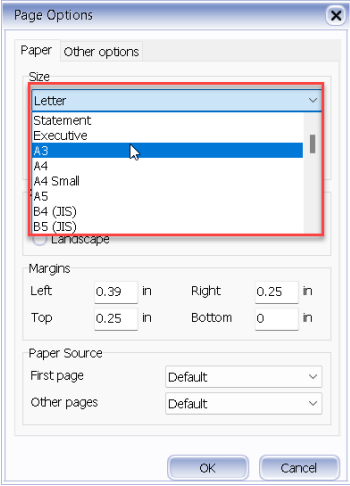 Page Options
Paper Other options
Size
Letter
Statement
Executive
A3
A4
A4 Small
A5
B4 (JIS)
B5 (JIS)
Landscape
Margins
Left 0.39 in Right 0.25 in
Top 0.25 in Bottom 0 in
Paper Source
First page Default
Other pages Default
OK Cancel